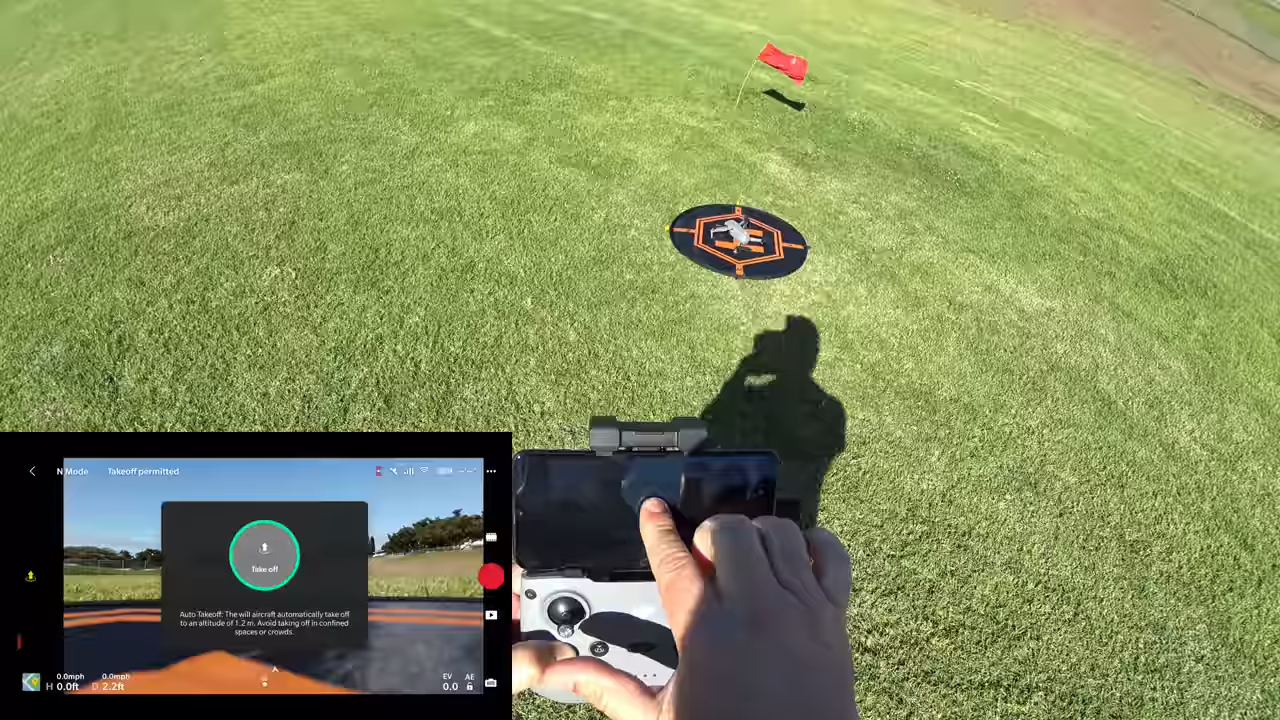 N Mode Takeoff permitted
Take off
Auto Takeoff: The will aircraft automatically take off
to an altitude of 1.2 m. Avoid taking off in confined
spaces or crowds.
0.0mph 0.0mph
H 0.0ft D 2.2ft
EV AE
0.0
H